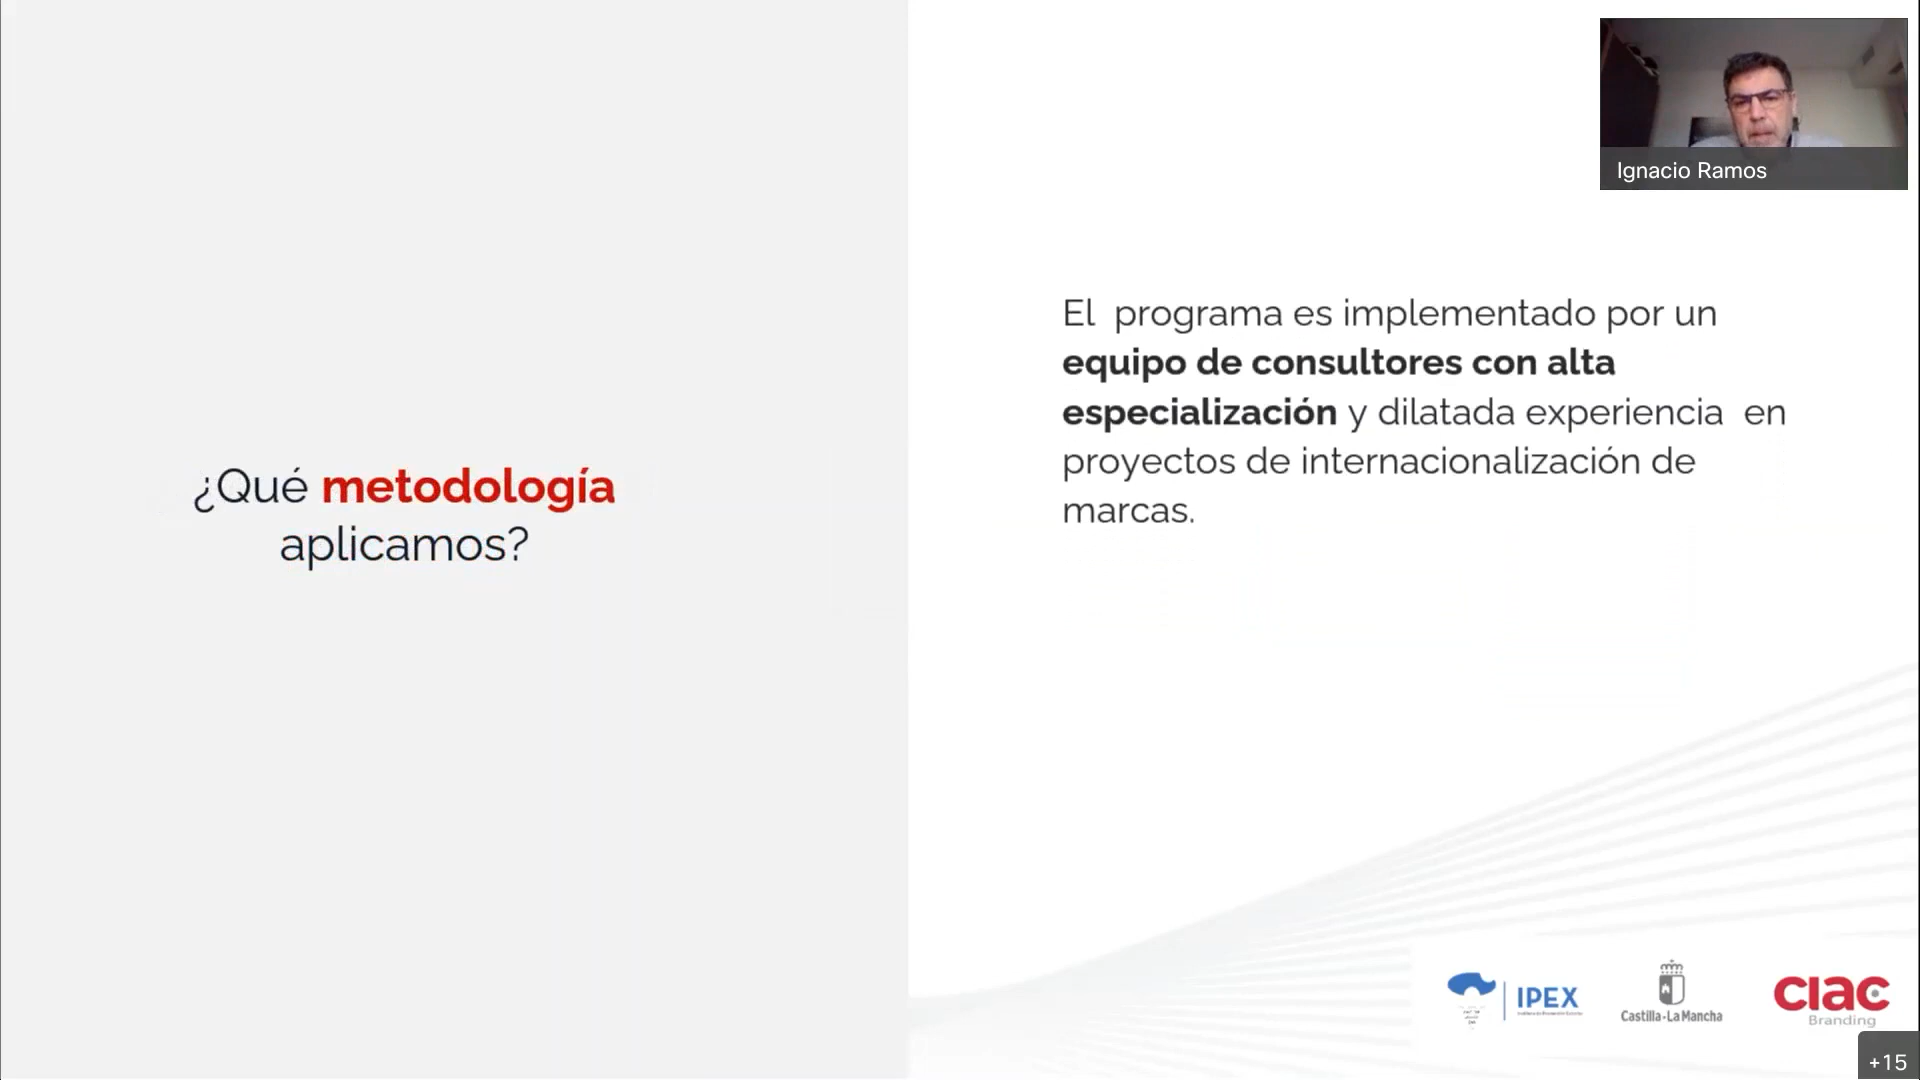 Ignacio Ramos
¿Qué metodología
aplicamos?
El  programa es implementado por un
equipo de consultores con alta
especialización y dilatada experiencia  en
proyectos de internacionalización de
marcas.
IPEX
Castilla-La Mancha
CIAC
Branding
+15